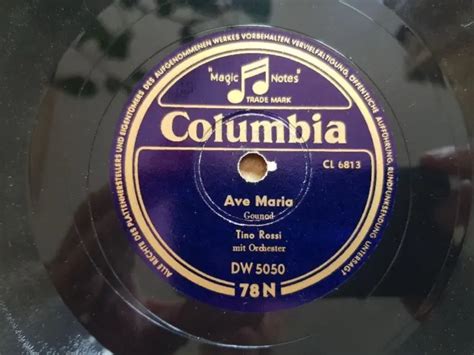 ALLE RECHTE DES PLATTENHERSTELLERS UND EIGENTÜMERS DES AUFGENOMMENEN WERKES VORBEHALTEN VERVIELFÄLTIGUNG, ÖFFENTLICHE AUFFÜHRUNG, RUNDFUNKSENDUNG UNTERSAGT
"Magic Notes"
TRADE MARK
Columbia
CL 6813
Ave Maria
Gounod
Tino Rossi
mit Orchester
DW 5050
78 N